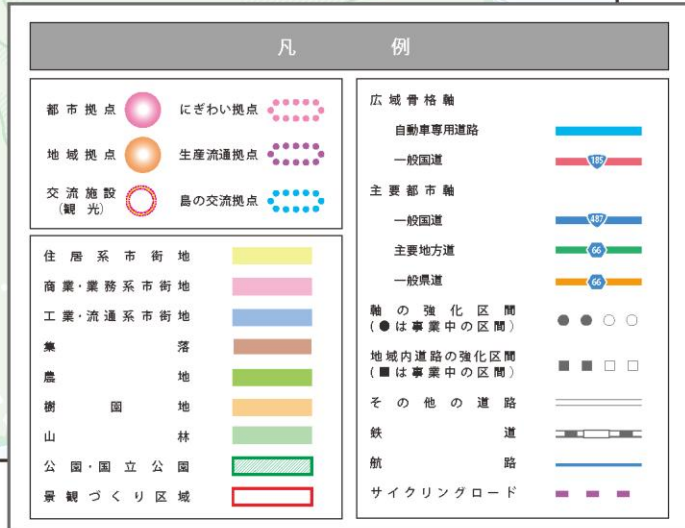 凡例
都市拠点
にぎわい拠点
地域拠点
生産流通拠点
交流施設
(観光)
島の交流拠点
住居系市街地
商業・業務系市街地
工業・流通系市街地
集落
農地
樹園地
山林
公園・国立公園
景観づくり区域
広域骨格軸
自動車専用道路
一般国道
185
主要都市軸
一般国道
487
主要地方道
66
一般県道
66
軸の強化区間
(●は事業中の区間)
地域内道路の強化区間
(■は事業中の区間)
その他の道路
鉄道
航路
サイクリングロード